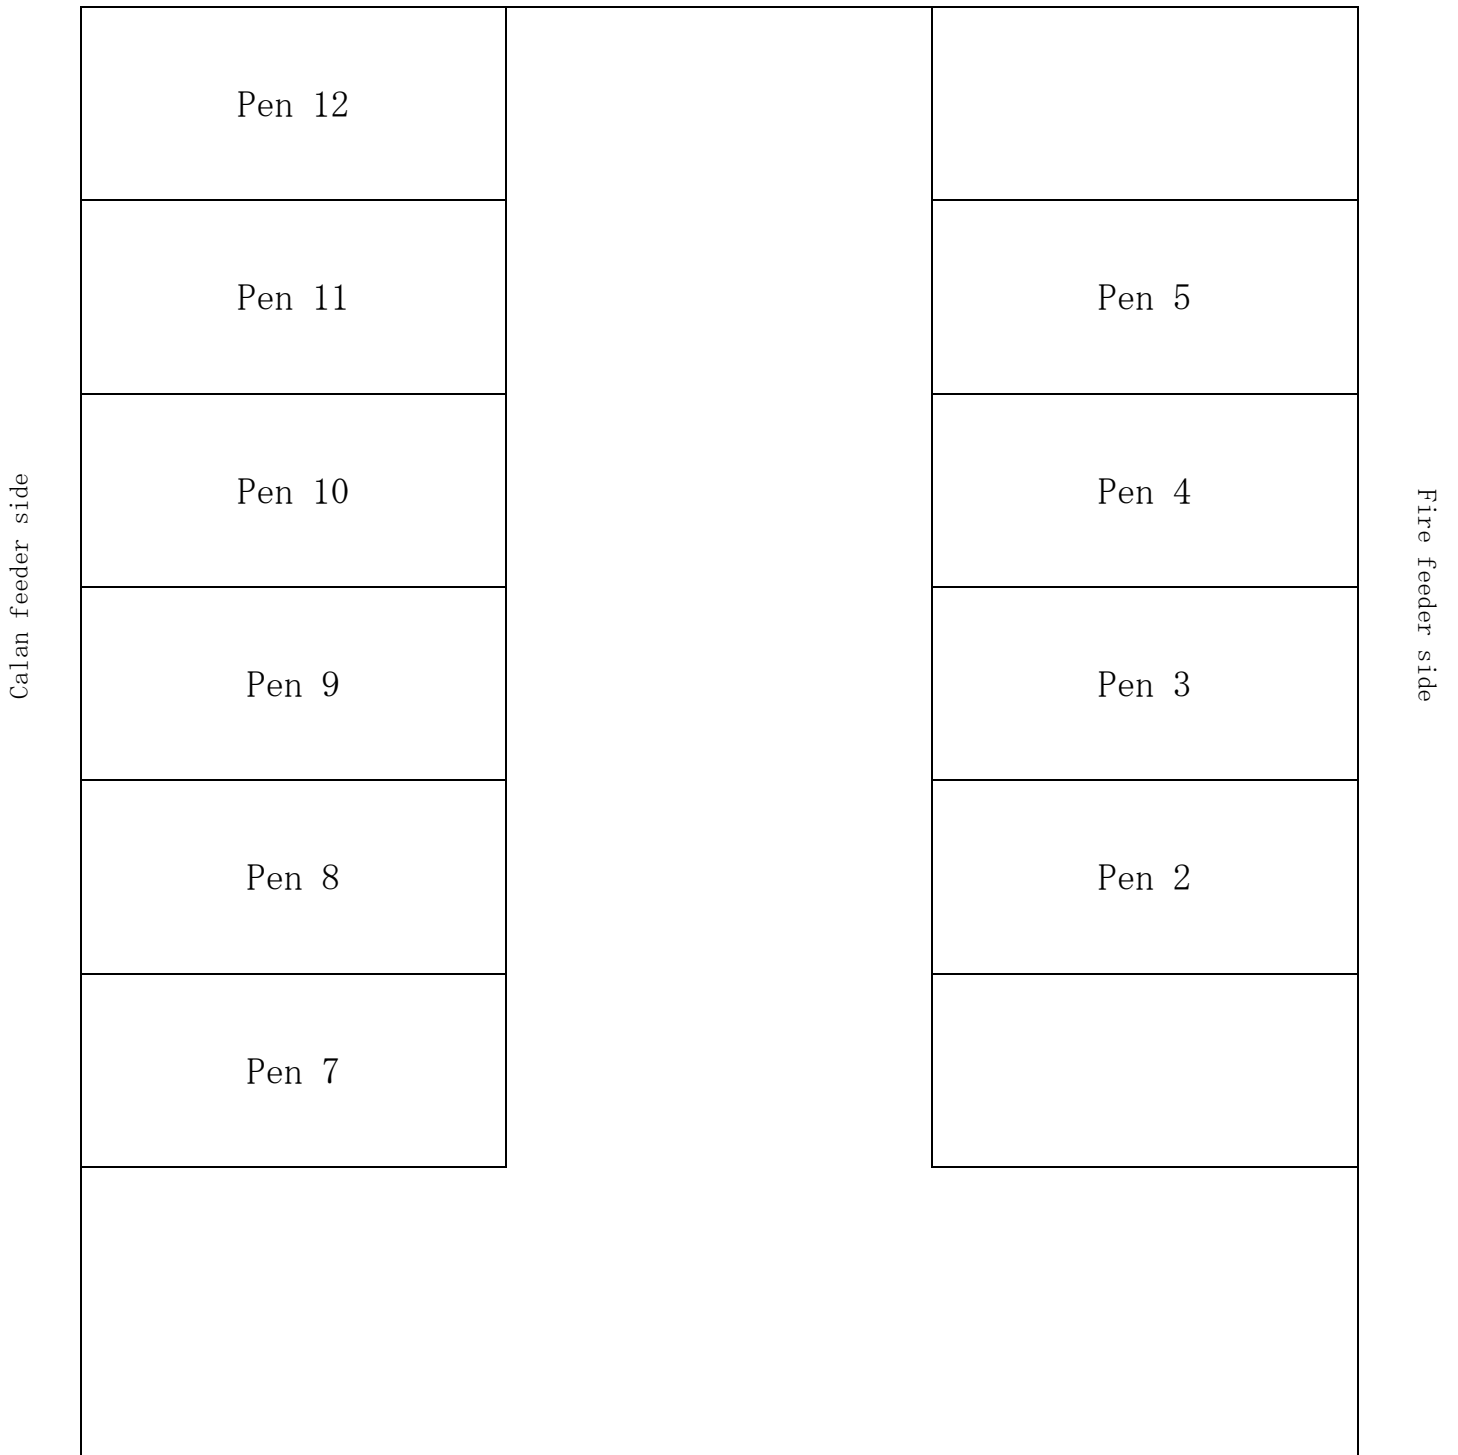 Pen 12
Pen 11
Pen 5
Pen 10
Pen 4
Calan feeder side
Fire feeder side
Pen 9
Pen 3
Pen 8
Pen 2
Pen 7